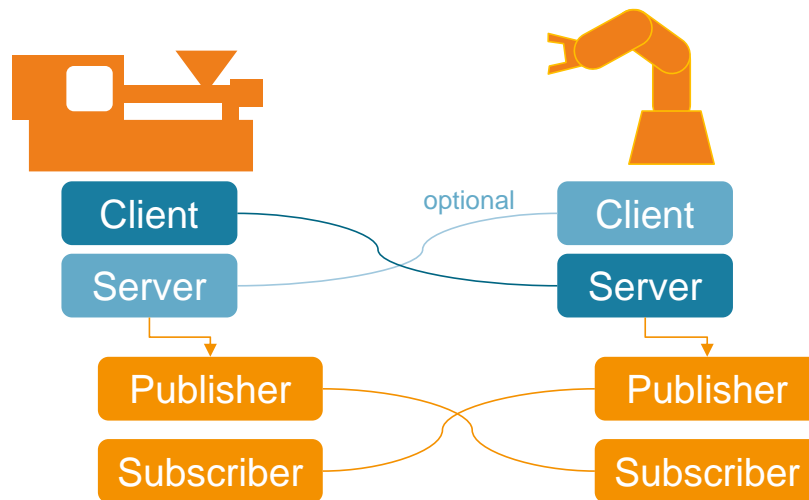 optional
Client
Client
Server
Server
Publisher
Publisher
Subscriber
Subscriber